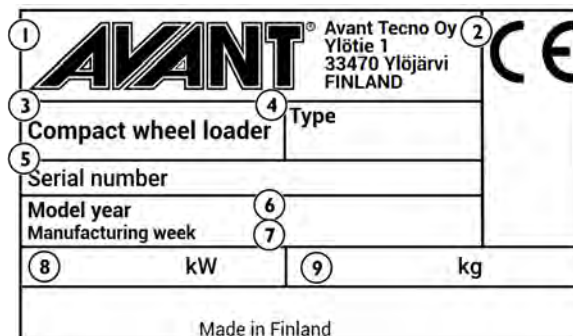 1
AVANT®
Avant Tecno Oy
Ylötie 1
33470 Ylöjärvi
FINLAND
2
CE
3
Compact wheel loader
4
Type
5
Serial number
Model year
6
Manufacturing week
7
8
kW
9
kg
Made in Finland